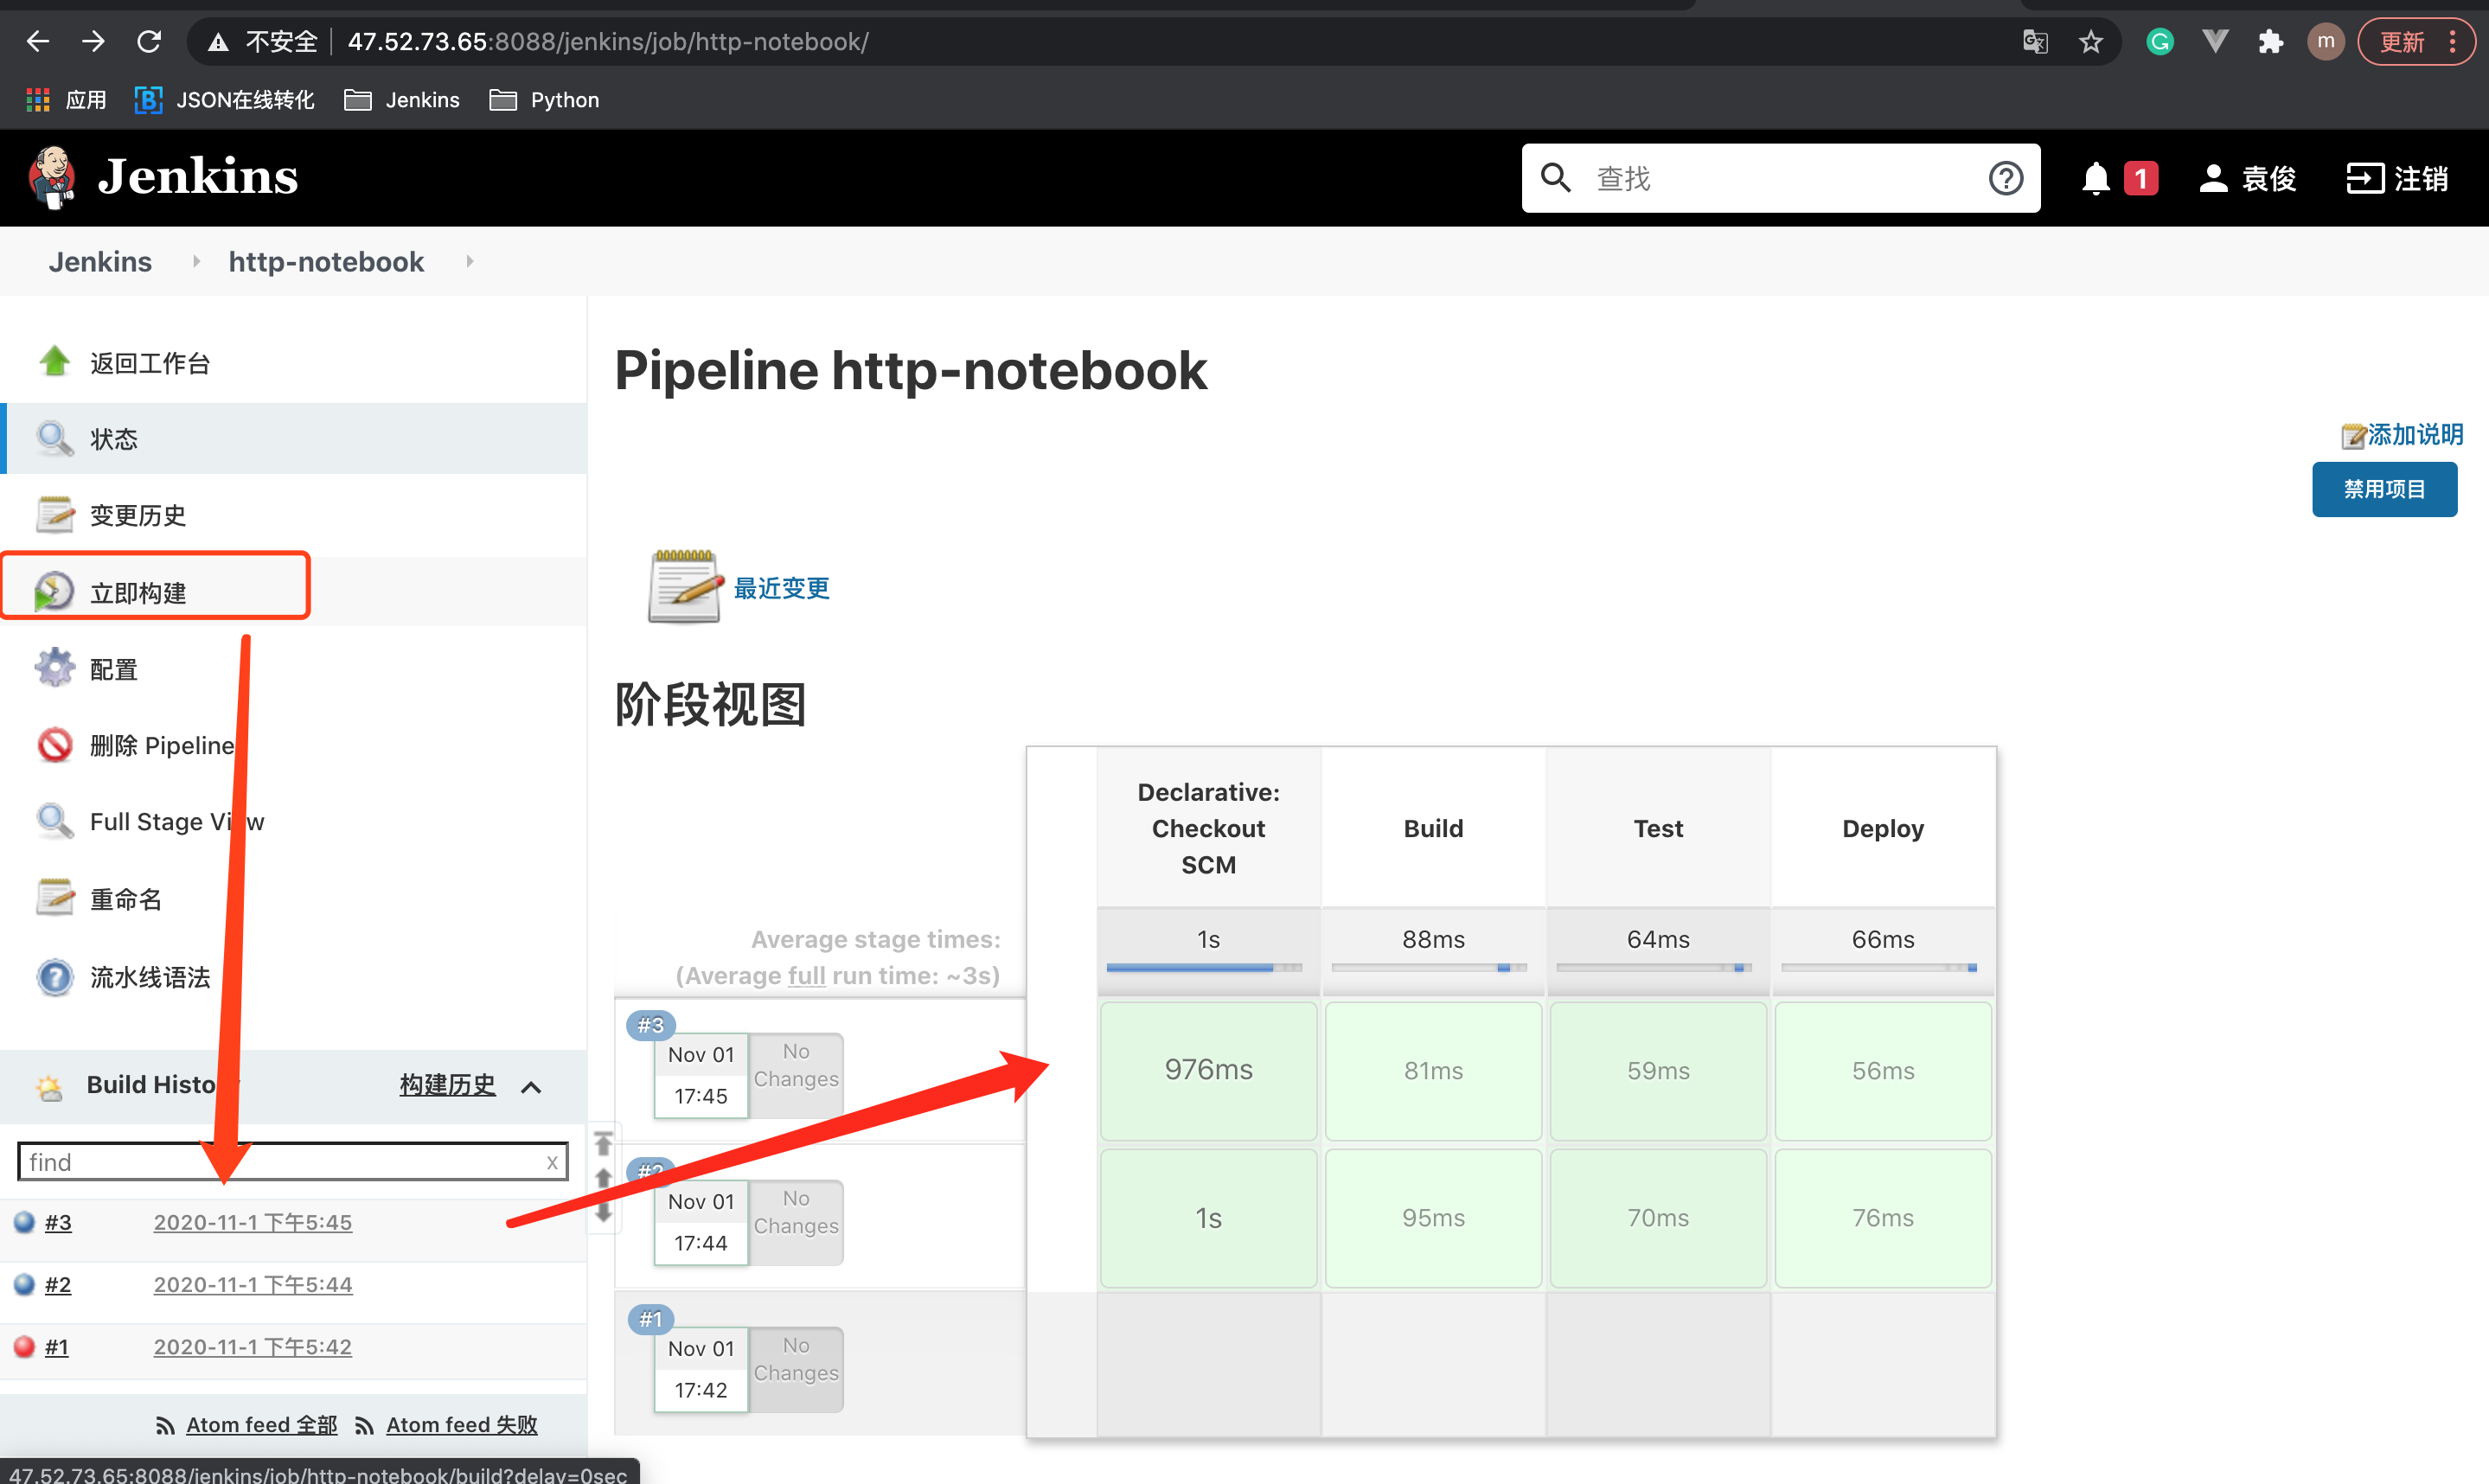 不安全 47.52.73.65:8088/jenkins/job/http-notebook/
m 更新
应用 JSON在线转化 Jenkins Python
Jenkins
查找
1 袁俊 注销
Jenkins http-notebook
返回工作台
状态
变更历史
立即构建
配置
删除 Pipeline
Full Stage View
重命名
流水线语法
Build History 构建历史
find x
#3 2020-11-1 下午5:45
#2 2020-11-1 下午5:44
#1 2020-11-1 下午5:42
Atom feed 全部 Atom feed 失败
47.52.73.65:8088/jenkins/job/http-notebook/build?delay=0sec
Pipeline http-notebook
添加说明
禁用项目
最近变更
阶段视图
Declarative:
Checkout
SCM
Build
Test
Deploy
Average stage times:
(Average full run time: ~3s)
1s 88ms 64ms 66ms
#3
Nov 01
17:45
No
Changes
976ms 81ms 59ms 56ms
#2
Nov 01
17:44
No
Changes
1s 95ms 70ms 76ms
#1
Nov 01
17:42
No
Changes